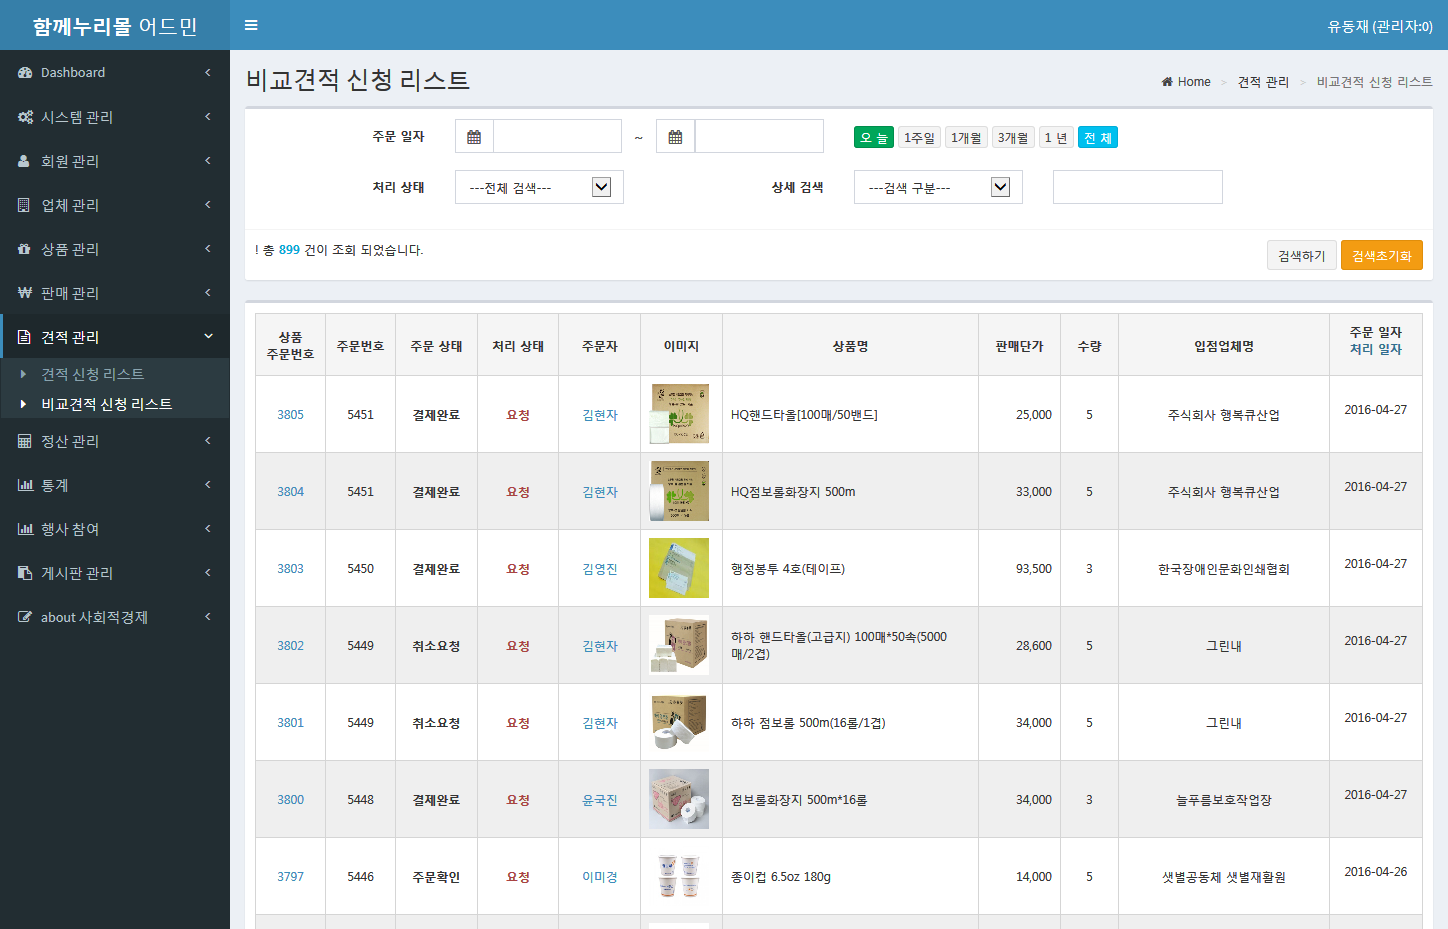 함께누리몰 어드민
유동재 (관리자:0)
Dashboard
시스템 관리
회원 관리
업체 관리
상품 관리
판매 관리
견적 관리
견적 신청 리스트
비교견적 신청 리스트
정산 관리
통계
행사 참여
게시판 관리
about 사회적경제
비교견적 신청 리스트
Home > 견적 관리 > 비교견적 신청 리스트
주문 일자 ~ 오 늘 1주일 1개월 3개월 1 년 전 체
처리 상태 ---전체 검색--- 상세 검색 ---검색 구분---
! 총 899 건이 조회 되었습니다.
검색하기 검색초기화
상품 주문번호 주문번호 주문 상태 처리 상태 주문자 이미지 상품명 판매단가 수량 입점업체명 주문 일자 처리 일자
3805 5451 결제완료 요청 김현자 HQ핸드타올[100매/50밴드] 25,000 5 주식회사 행복큐산업 2016-04-27
3804 5451 결제완료 요청 김현자 HQ점보롤화장지 500m 33,000 5 주식회사 행복큐산업 2016-04-27
3803 5450 결제완료 요청 김영진 행정봉투 4호(테이프) 93,500 3 한국장애인문화인쇄협회 2016-04-27
3802 5449 취소요청 요청 김현자 하하 핸드타올(고급지) 100매*50속(5000
매/2겹) 28,600 5 그린내 2016-04-27
3801 5449 취소요청 요청 김현자 하하 점보롤 500m(16롤/1겹) 34,000 5 그린내 2016-04-27
3800 5448 결제완료 요청 윤국진 점보롤화장지 500m*16롤 34,000 3 늘푸름보호작업장 2016-04-27
3797 5446 주문확인 요청 이미경 종이컵 6.5oz 180g 14,000 5 샛별공동체 샛별재활원 2016-04-26